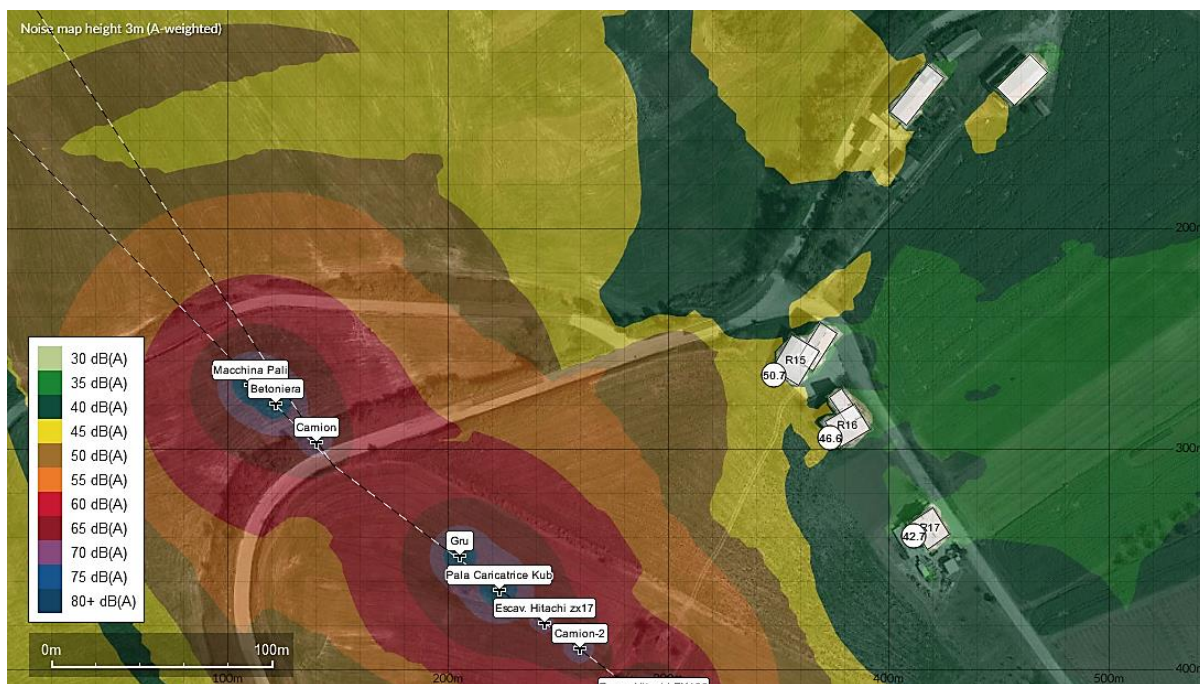 Noise map height 3m (A-weighted)
200m
R15
50.7
Macchina Pali
Betoniera
R16
Camion
46.6
300m
R17
42.7
Gru
Pala Caricatrice Kub
Escav. Hitachi zx17
Camion-2
30 dB(A)
35 dB(A)
40 dB(A)
45 dB(A)
50 dB(A)
55 dB(A)
60 dB(A)
65 dB(A)
70 dB(A)
75 dB(A)
80+ dB(A)
0m 100m
400m
100m 200m 400m 500m